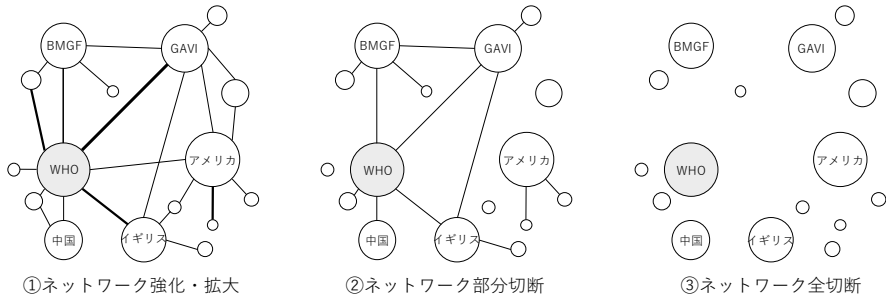 BMGF
GAVI
WHO
アメリカ
中国
イギリス
①ネットワーク強化・拡大
BMGF
GAVI
WHO
アメリカ
中国
イギリス
②ネットワーク部分切断
BMGF
GAVI
WHO
アメリカ
中国
イギリス
③ネットワーク全切断